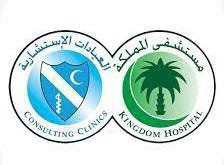 العيادات الإستشارية
مستشفى المملكة
CONSULTING CLINICS
KINGDOM HOSPITAL